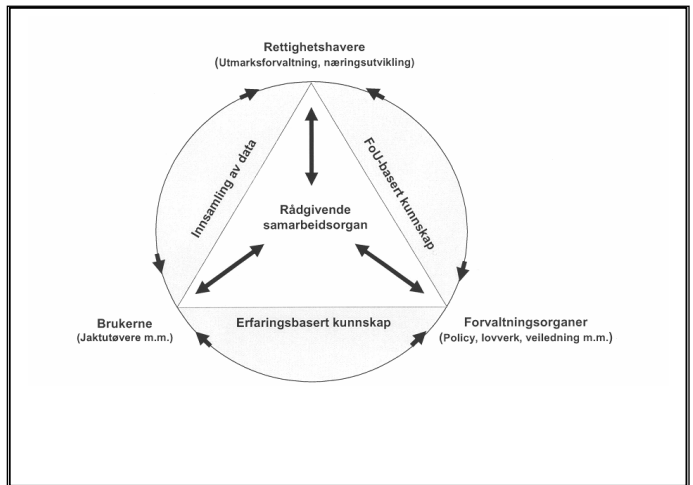 Rettighetshavere
(Utmarksforvaltning, næringsutvikling)
Innsamling av data
FoU-basert kunnskap
Rådgivende
samarbeidsorgan
Brukerne
(Jaktutøvere m.m.)
Erfaringsbasert kunnskap
Forvaltningsorganer
(Policy, lovverk, veiledning m.m.)